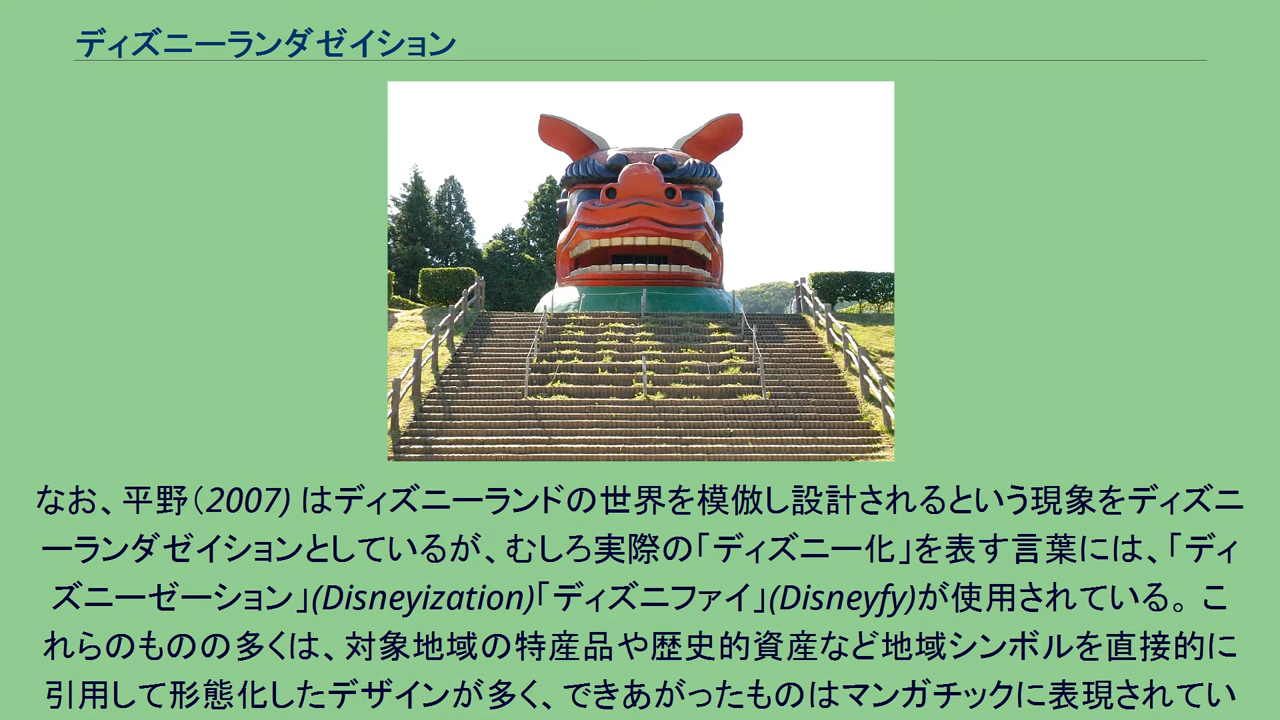 ディズニーランダゼイション
なお、平野（2007) はディズニーランドの世界を模倣し設計されるという現象をディズニ
ーランダゼイションとしているが、むしろ実際の「ディズニー化」を表す言葉には、「ディ
ズニーゼーション」(Disneyization)「ディズニファイ」(Disneyfy)が使用されている。こ
れらのものの多くは、対象地域の特産品や歴史的資産など地域シンボルを直接的に
引用して形態化したデザインが多く、できあがったものはマンガチックに表現されてい